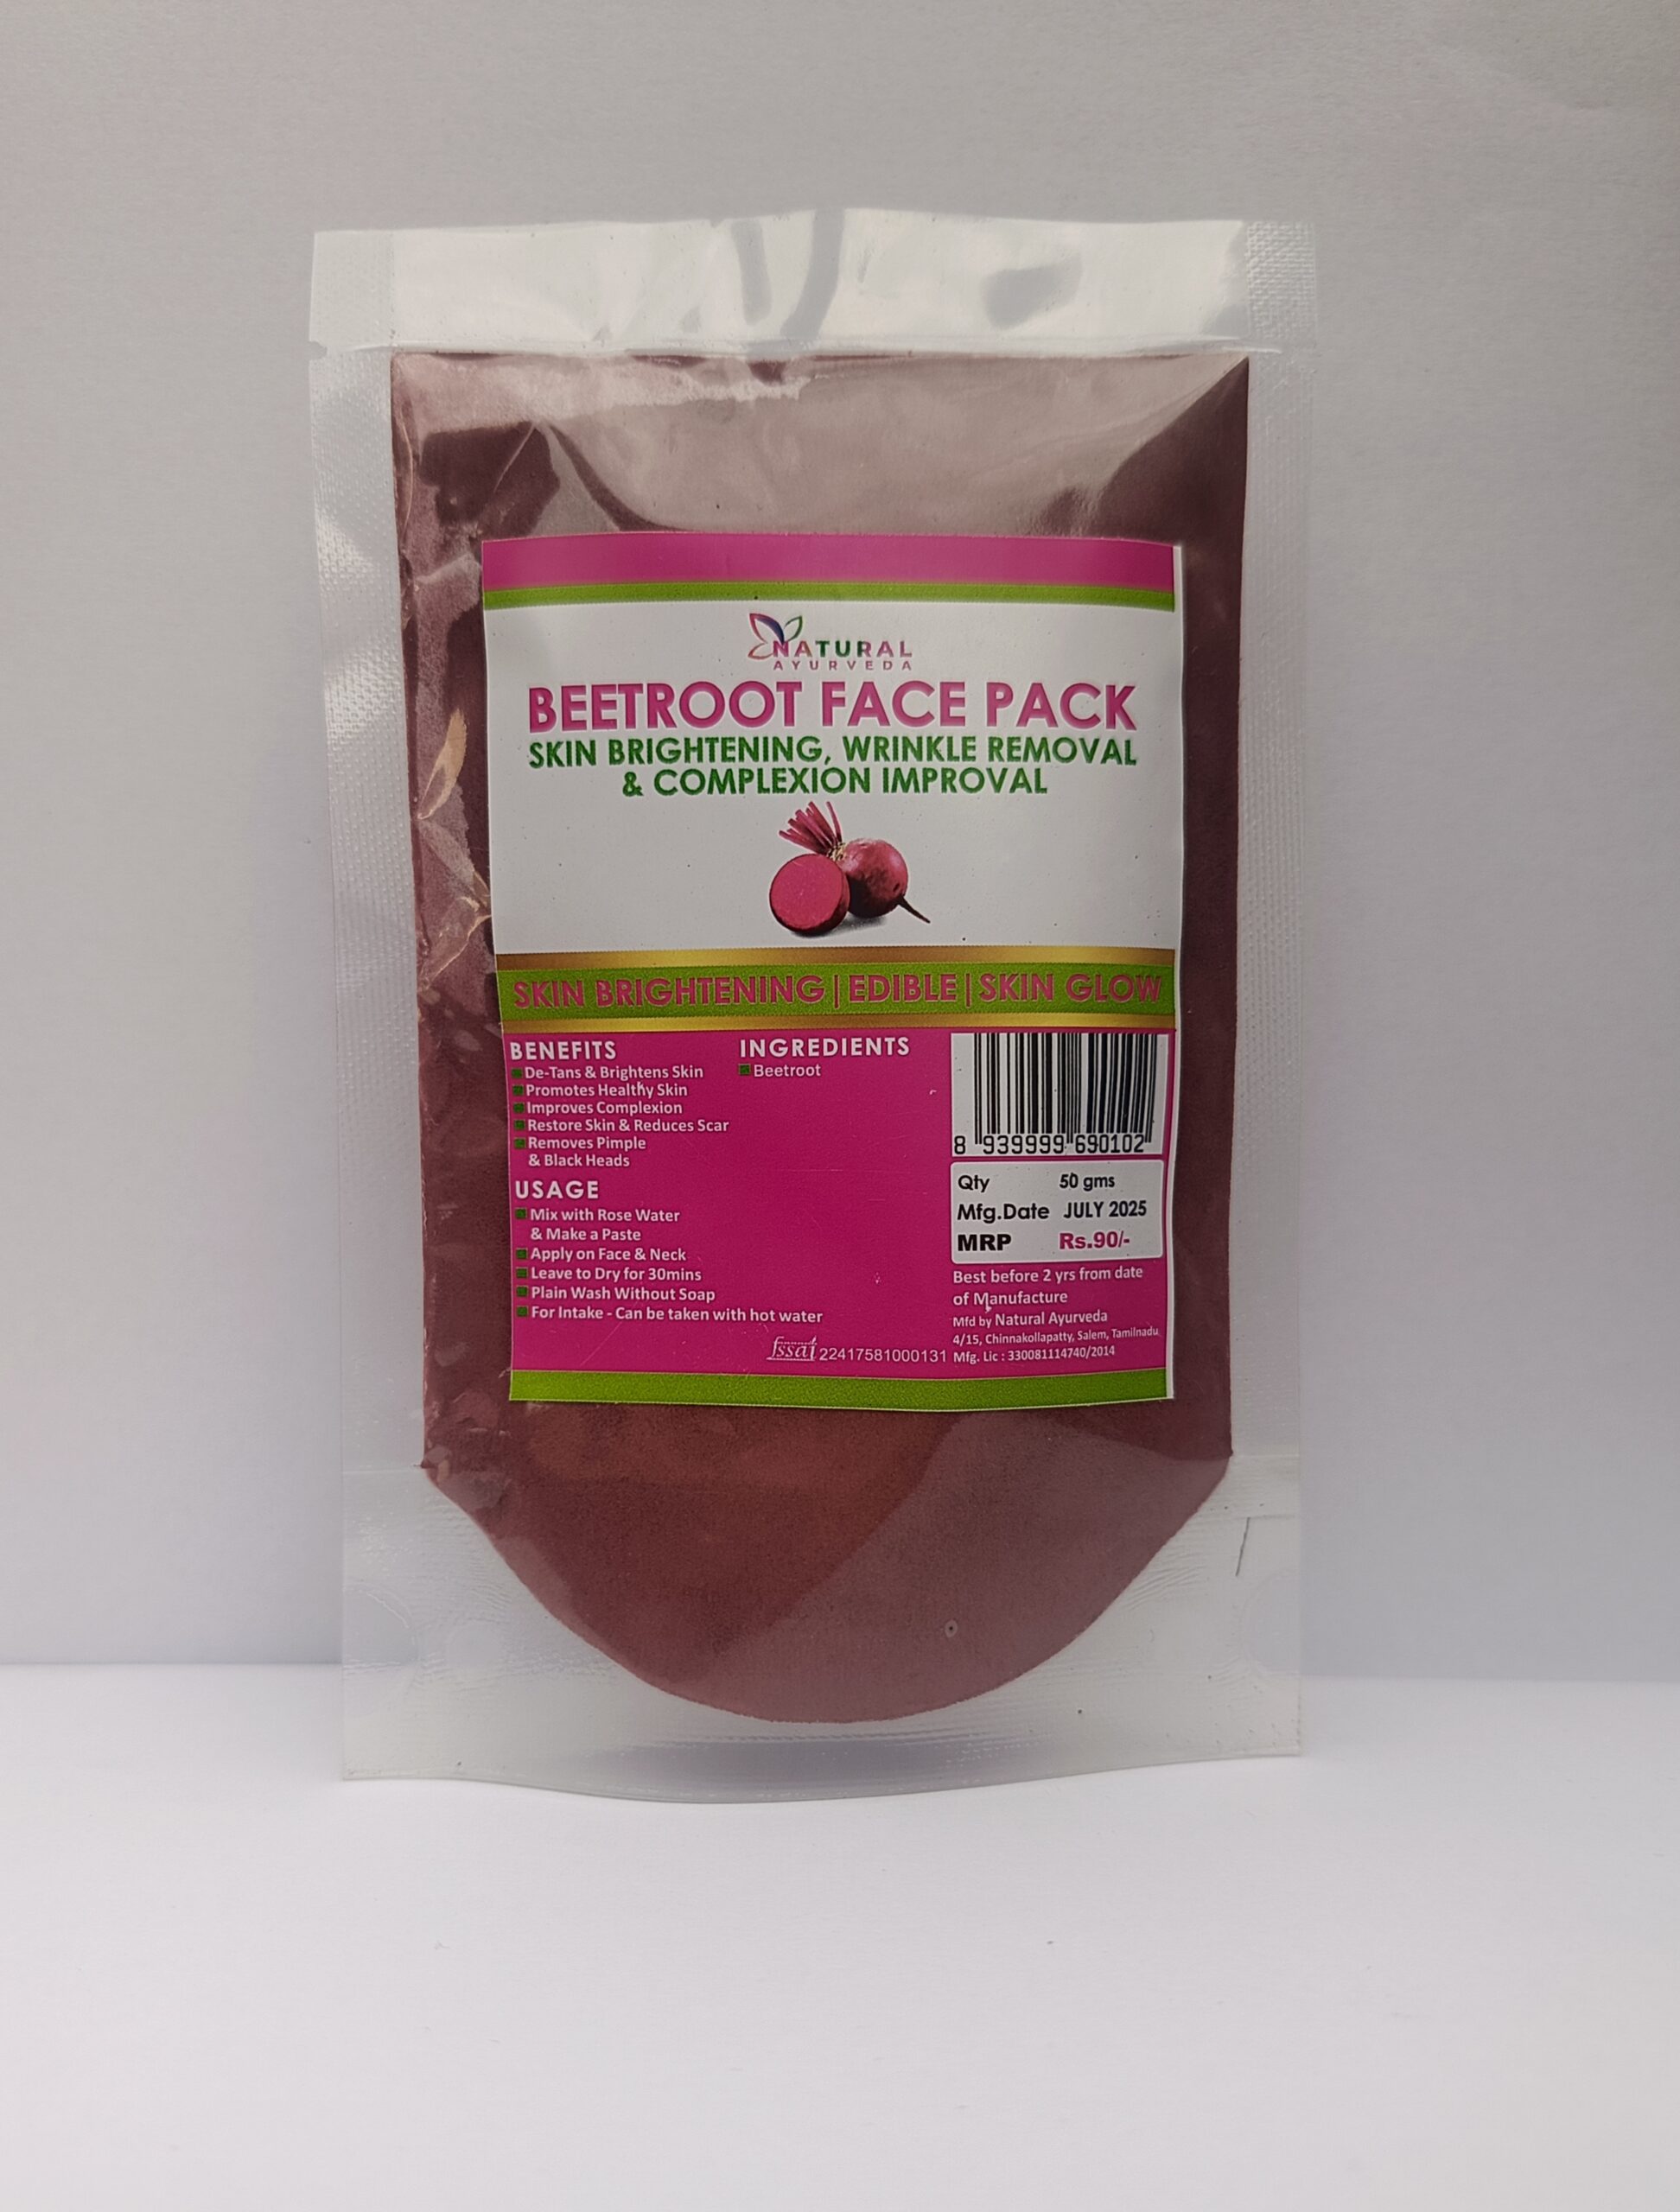 NATURAL
AYURVEDA
BEETROOT FACE PACK
SKIN BRIGHTENING, WRINKLE REMOVAL
& COMPLEXION IMPROVAL
SKIN BRIGHTENING | EDIBLE | SKIN GLOW
BENEFITS
De-Tans & Brightens Skin
Promotes Healthy Skin
Improves Complexion
Restore Skin & Reduces Scar
Removes Pimple
& Black Heads
USAGE
Mix with Rose Water
& Make a Paste
Apply on Face & Neck
Leave to Dry for 30mins
Plain Wash Without Soap
For Intake - Can be taken with hot water
INGREDIENTS
Beetroot
fssai 22417581000131
8 939999 690102
Qty 50 gms
Mfg.Date JULY 2025
MRP Rs.90/-
Best before 2 yrs from date
of Manufacture
Mfd by Natural Ayurveda
4/15, Chinnakollapatty, Salem, Tamilnadu
Mfg. Lic : 330081114740/2014